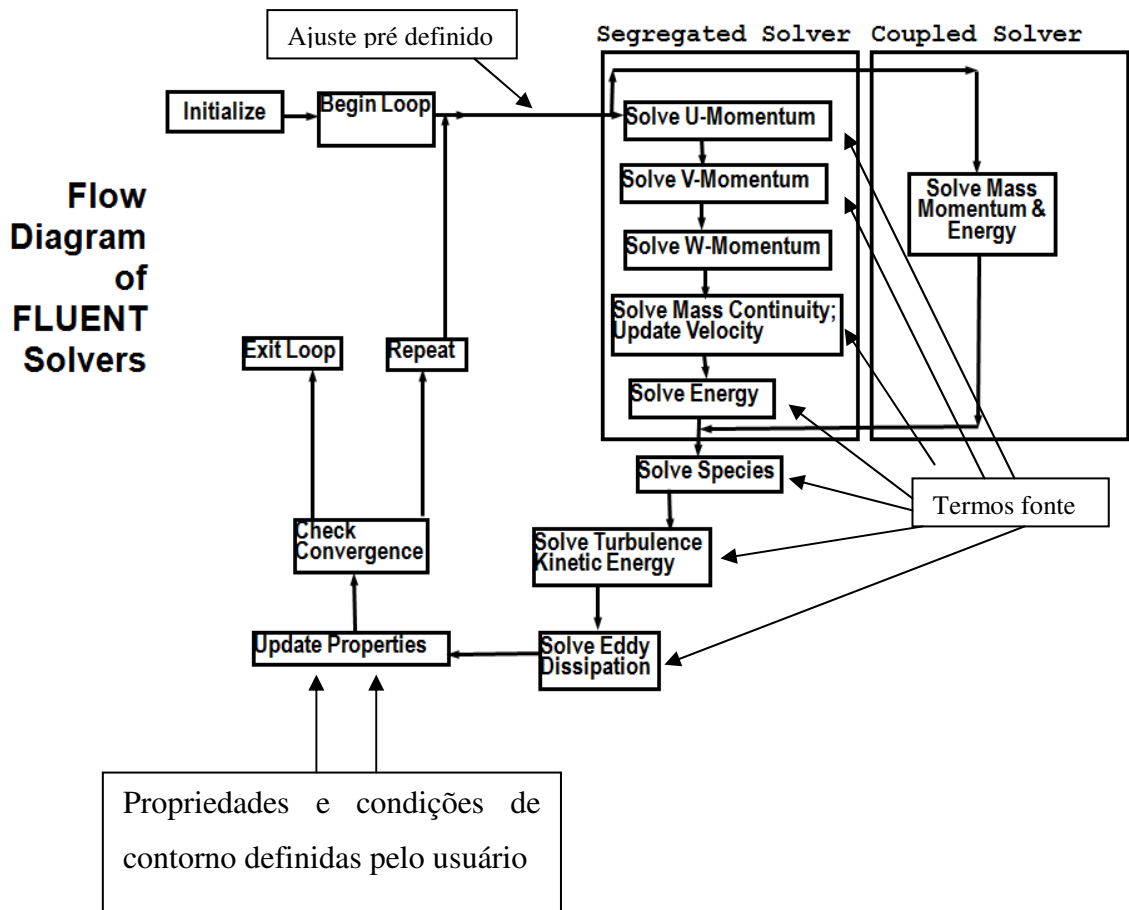 Ajuste pré definido
Segregated Solver
Coupled Solver
Initialize
Begin Loop
Solve U-Momentum
Solve V-Momentum
Solve W-Momentum
Solve Mass Continuity;
Update Velocity
Solve Energy
Solve Mass
Momentum &
Energy
Flow
Diagram
of
FLUENT
Solvers
Exit Loop
Repeat
Solve Species
Termos fonte
Check
Convergence
Solve Turbulence
Kinetic Energy
Update Properties
Solve Eddy
Dissipation
Propriedades e condições de
contorno definidas pelo usuário